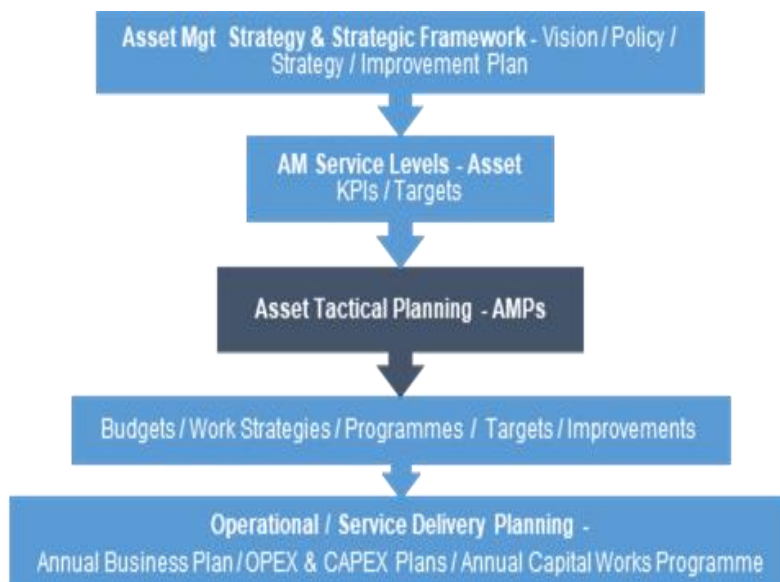 Asset Mgt Strategy & Strategic Framework - Vision / Policy /
Strategy / Improvement Plan
AM Service Levels - Asset
KPIs / Targets
Asset Tactical Planning - AMPs
Budgets / Work Strategies / Programmes / Targets / Improvements
Operational / Service Delivery Planning -
Annual Business Plan / OPEX & CAPEX Plans / Annual Capital Works Programme